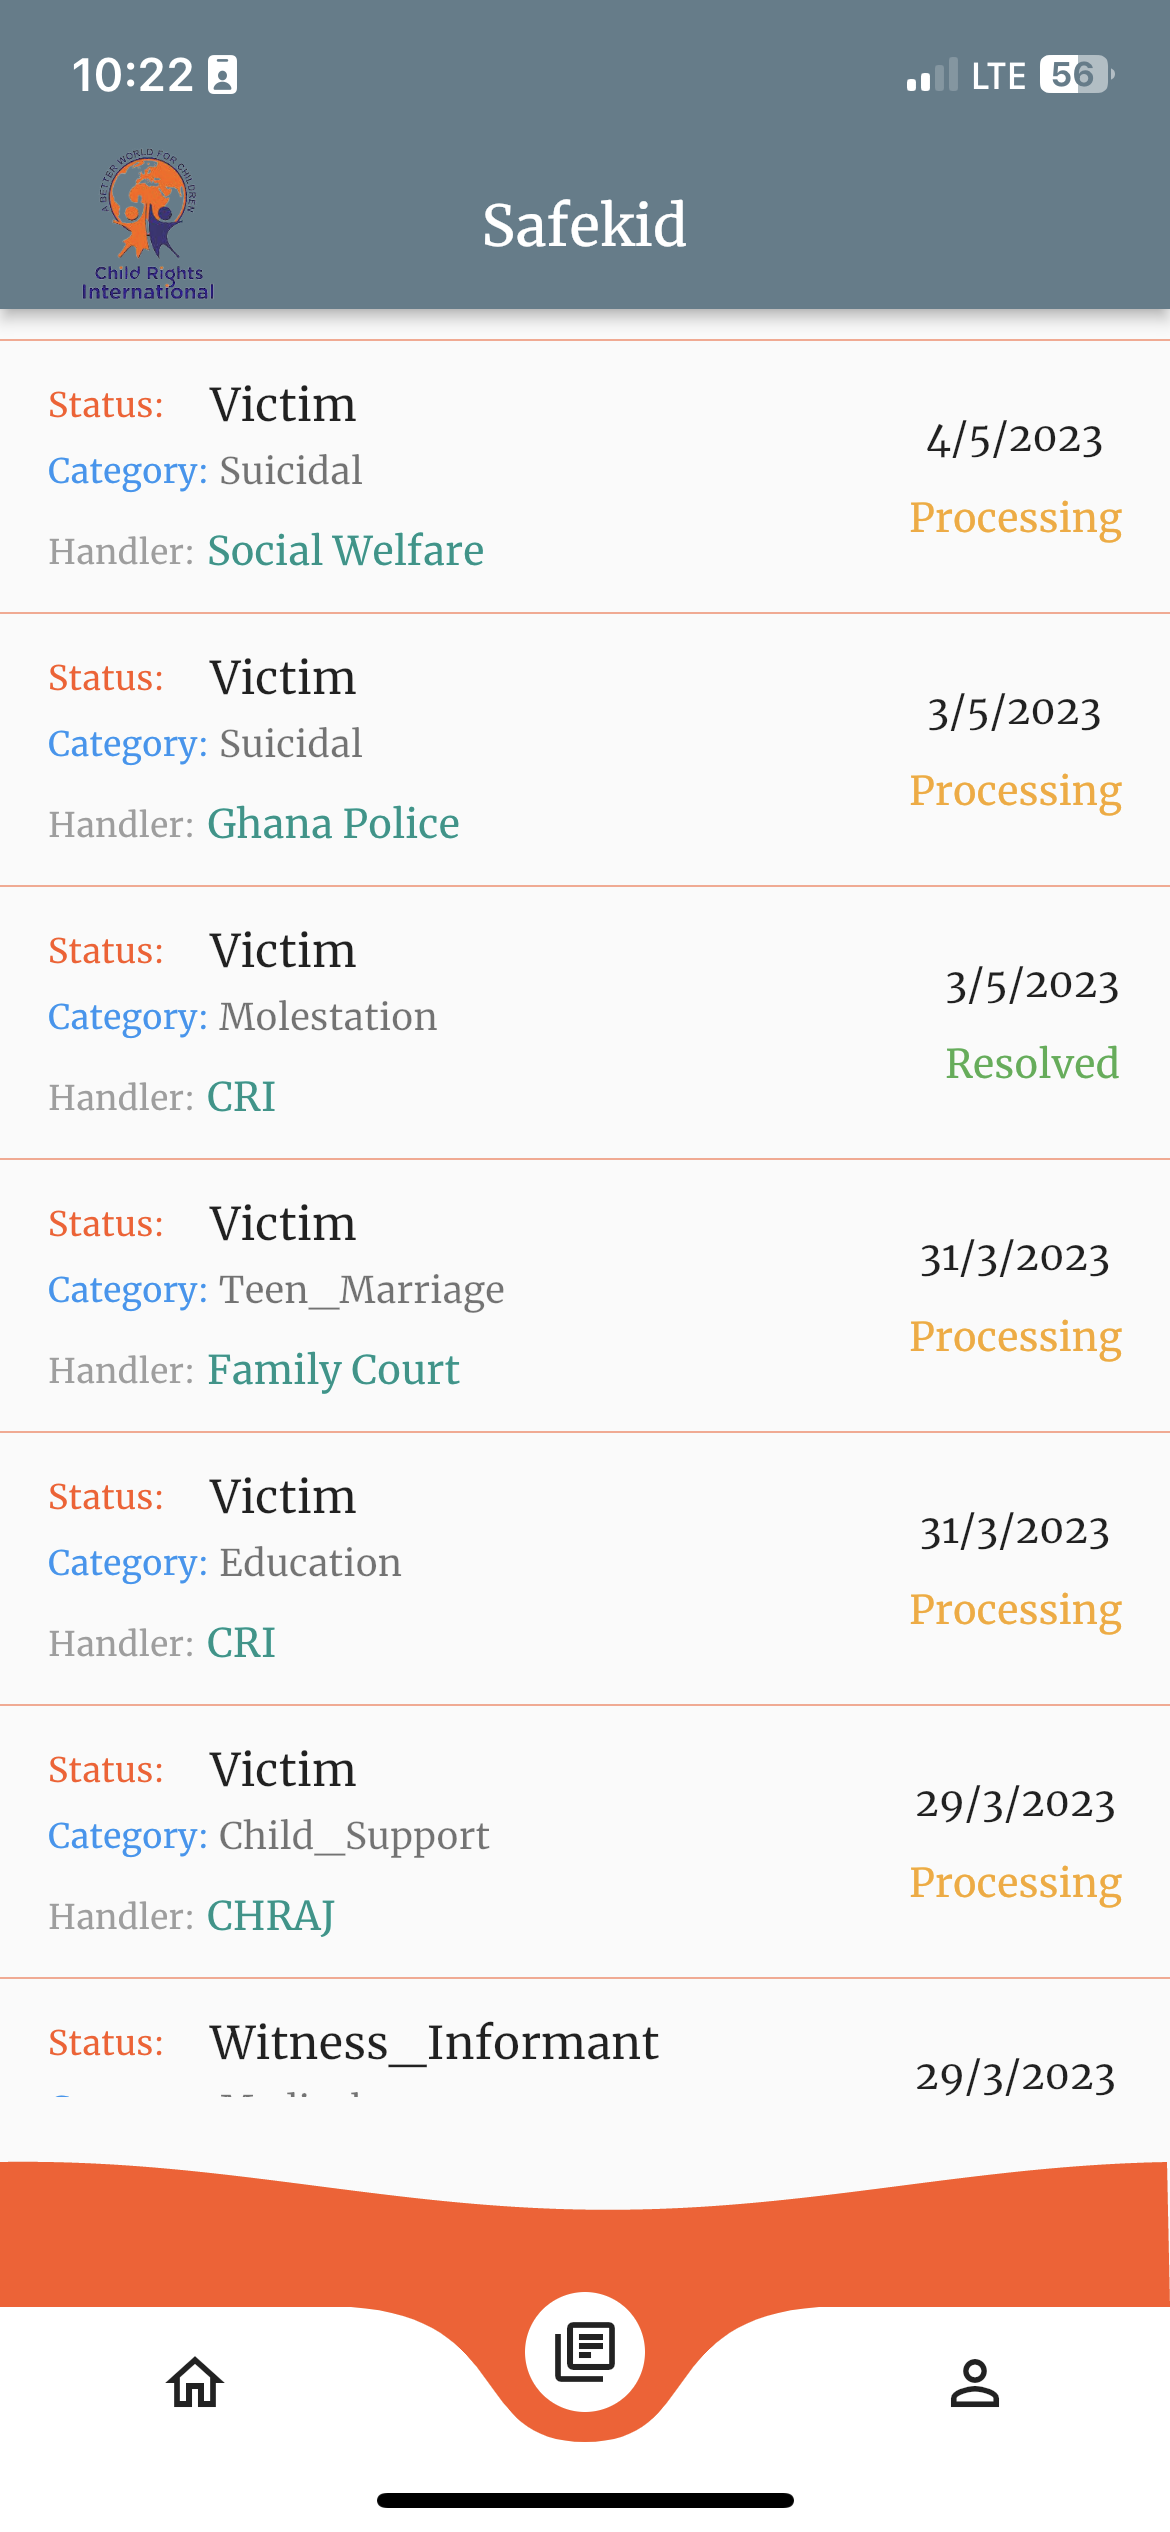 10:22
LTE 56
A BETTER WORLD FOR CHILDREN
Child Rights
International
Safekid
Status: Victim
Category: Suicidal
Handler: Social Welfare
4/5/2023
Processing
Status: Victim
Category: Suicidal
Handler: Ghana Police
3/5/2023
Processing
Status: Victim
Category: Molestation
Handler: CRI
3/5/2023
Resolved
Status: Victim
Category: Teen_Marriage
Handler: Family Court
31/3/2023
Processing
Status: Victim
Category: Education
Handler: CRI
31/3/2023
Processing
Status: Victim
Category: Child_Support
Handler: CHRAJ
29/3/2023
Processing
Status: Witness_Informant
29/3/2023